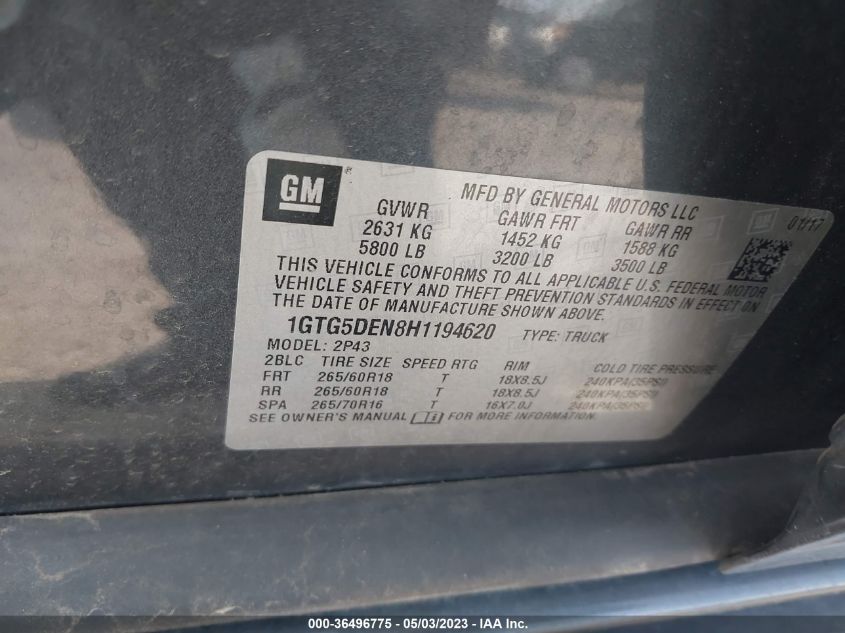 GM
MFD BY GENERAL MOTORS LLC
01/17
GVWR GAWR FRT GAWR RR
2631 KG 1452 KG 1588 KG
5800 LB 3200 LB 3500 LB
THIS VEHICLE CONFORMS TO ALL APPLICABLE U.S. FEDERAL MOTOR
VEHICLE SAFETY AND THEFT PREVENTION STANDARDS IN EFFECT ON
THE DATE OF MANUFACTURE SHOWN ABOVE.
1GTG5DEN8H1194620 TYPE: TRUCK
MODEL: 2P43
2BLC TIRE SIZE SPEED RTG RIM COLD TIRE PRESSURE
FRT 265/60R18 T 18X8.5J 240KPA/35PSI
RR 265/60R18 T 18X8.5J 240KPA/35PSI
SPA 265/70R16 T 16X7.0J 240KPA/35PSI
SEE OWNER'S MANUAL FOR MORE INFORMATION.
000-36496775 - 05/03/2023 - IAA Inc.